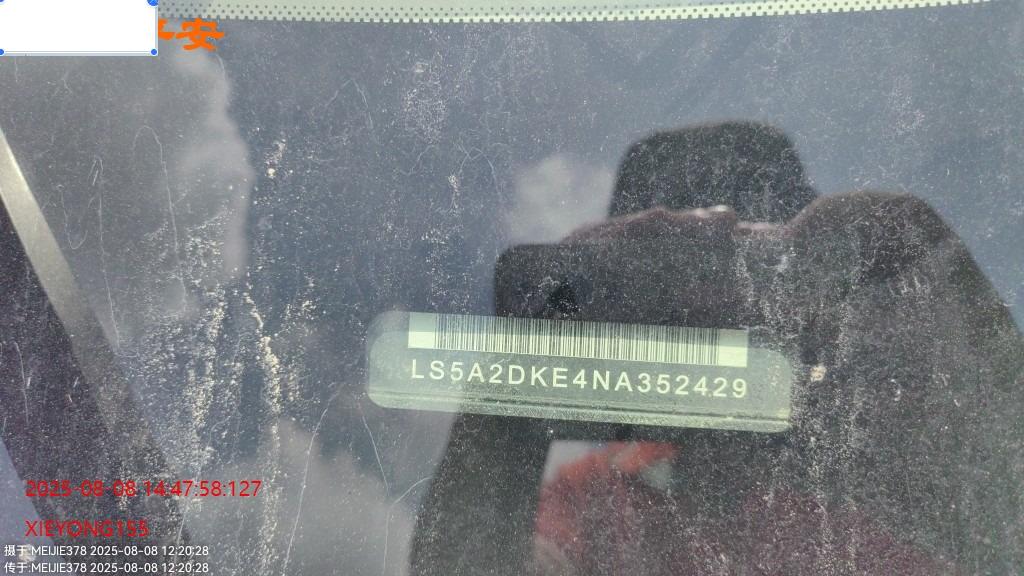 平安
LS5A2DKE4NA352429
2025-08-08 14:47:58:127
XIEYONG155
摄于:MEIJIE378 2025-08-08 12:20:28
传于:MEIJIE378 2025-08-08 12:20:28